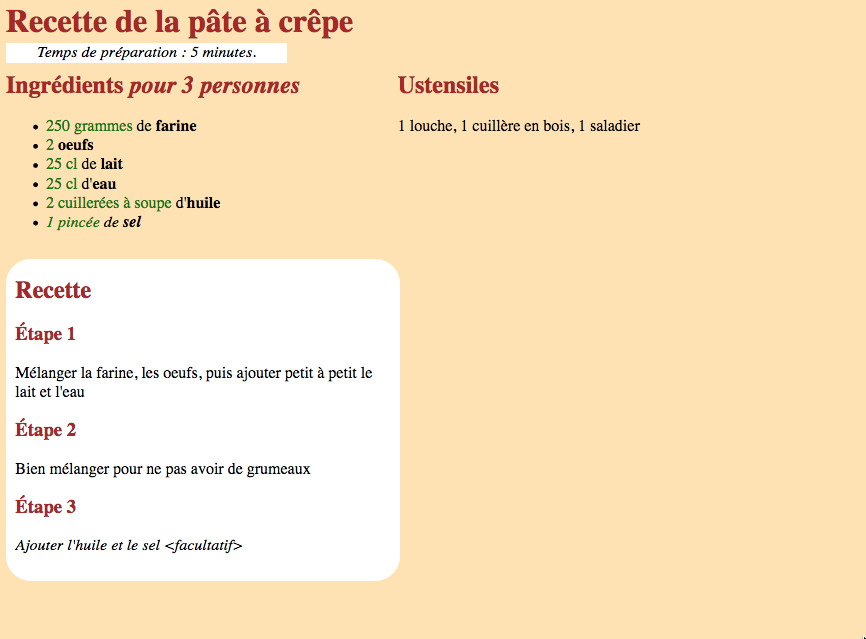 Recette de la pâte à crêpe
Temps de préparation : 5 minutes.
Ingrédients pour 3 personnes
250 grammes de farine
2 oeufs
25 cl de lait
25 cl d'eau
2 cuillerées à soupe d'huile
1 pincée de sel
Ustensiles
1 louche, 1 cuillère en bois, 1 saladier
Recette
Étape 1
Mélanger la farine, les oeufs, puis ajouter petit à petit le
lait et l'eau
Étape 2
Bien mélanger pour ne pas avoir de grumeaux
Étape 3
Ajouter l'huile et le sel <facultatif>